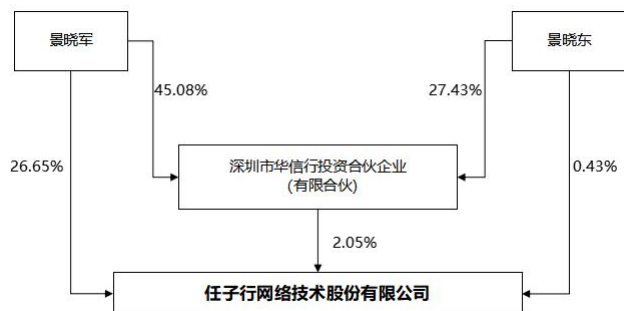 景晓军
景晓东
45.08%
27.43%
26.65%
深圳市华信行投资合伙企业
(有限合伙)
0.43%
2.05%
任子行网络技术股份有限公司